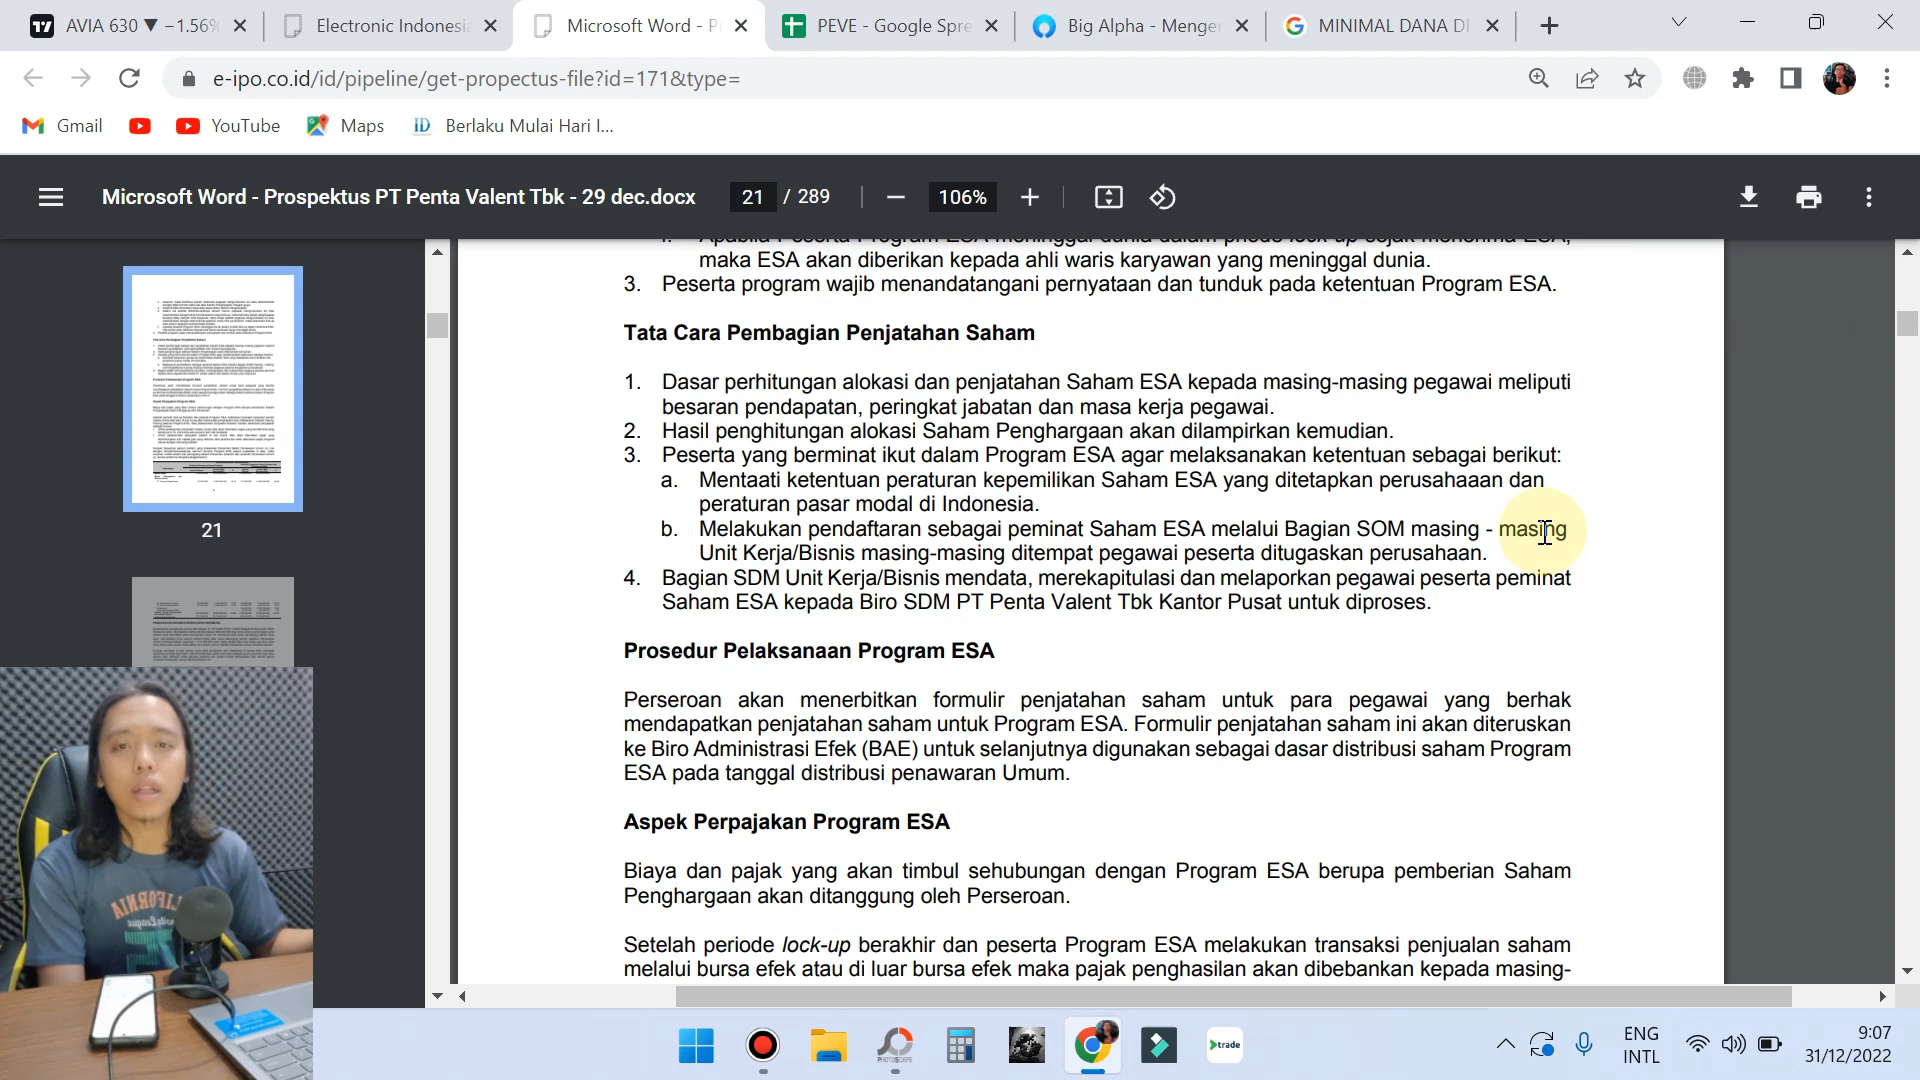 AVIA 630 ▼ −1.56%
Electronic Indonesia
Microsoft Word - P
PEVE - Google Spre
Big Alpha - Menger
MINIMAL DANA DI
e-ipo.co.id/id/pipeline/get-propectus-file?id=171&type=
Gmail
YouTube
Maps
Berlaku Mulai Hari I...
Microsoft Word - Prospektus PT Penta Valent Tbk - 29 dec.docx
21 / 289
106%
maka ESA akan diberikan kepada ahli waris karyawan yang meninggal dunia.
3. Peserta program wajib menandatangani pernyataan dan tunduk pada ketentuan Program ESA.
Tata Cara Pembagian Penjatahan Saham
1. Dasar perhitungan alokasi dan penjatahan Saham ESA kepada masing-masing pegawai meliputi
besaran pendapatan, peringkat jabatan dan masa kerja pegawai.
2. Hasil penghitungan alokasi Saham Penghargaan akan dilampirkan kemudian.
3. Peserta yang berminat ikut dalam Program ESA agar melaksanakan ketentuan sebagai berikut:
a. Mentaati ketentuan peraturan kepemilikan Saham ESA yang ditetapkan perusahaaan dan
peraturan pasar modal di Indonesia.
b. Melakukan pendaftaran sebagai peminat Saham ESA melalui Bagian SOM masing - masing
Unit Kerja/Bisnis masing-masing ditempat pegawai peserta ditugaskan perusahaan.
4. Bagian SDM Unit Kerja/Bisnis mendata, merekapitulasi dan melaporkan pegawai peserta peminat
Saham ESA kepada Biro SDM PT Penta Valent Tbk Kantor Pusat untuk diproses.
Prosedur Pelaksanaan Program ESA
Perseroan akan menerbitkan formulir penjatahan saham untuk para pegawai yang berhak
mendapatkan penjatahan saham untuk Program ESA. Formulir penjatahan saham ini akan diteruskan
ke Biro Administrasi Efek (BAE) untuk selanjutnya digunakan sebagai dasar distribusi saham Program
ESA pada tanggal distribusi penawaran Umum.
Aspek Perpajakan Program ESA
Biaya dan pajak yang akan timbul sehubungan dengan Program ESA berupa pemberian Saham
Penghargaan akan ditanggung oleh Perseroan.
Setelah periode lock-up berakhir dan peserta Program ESA melakukan transaksi penjualan saham
melalui bursa efek atau di luar bursa efek maka pajak penghasilan akan dibebankan kepada masing-
21
trade
ENG
INTL
9:07
31/12/2022